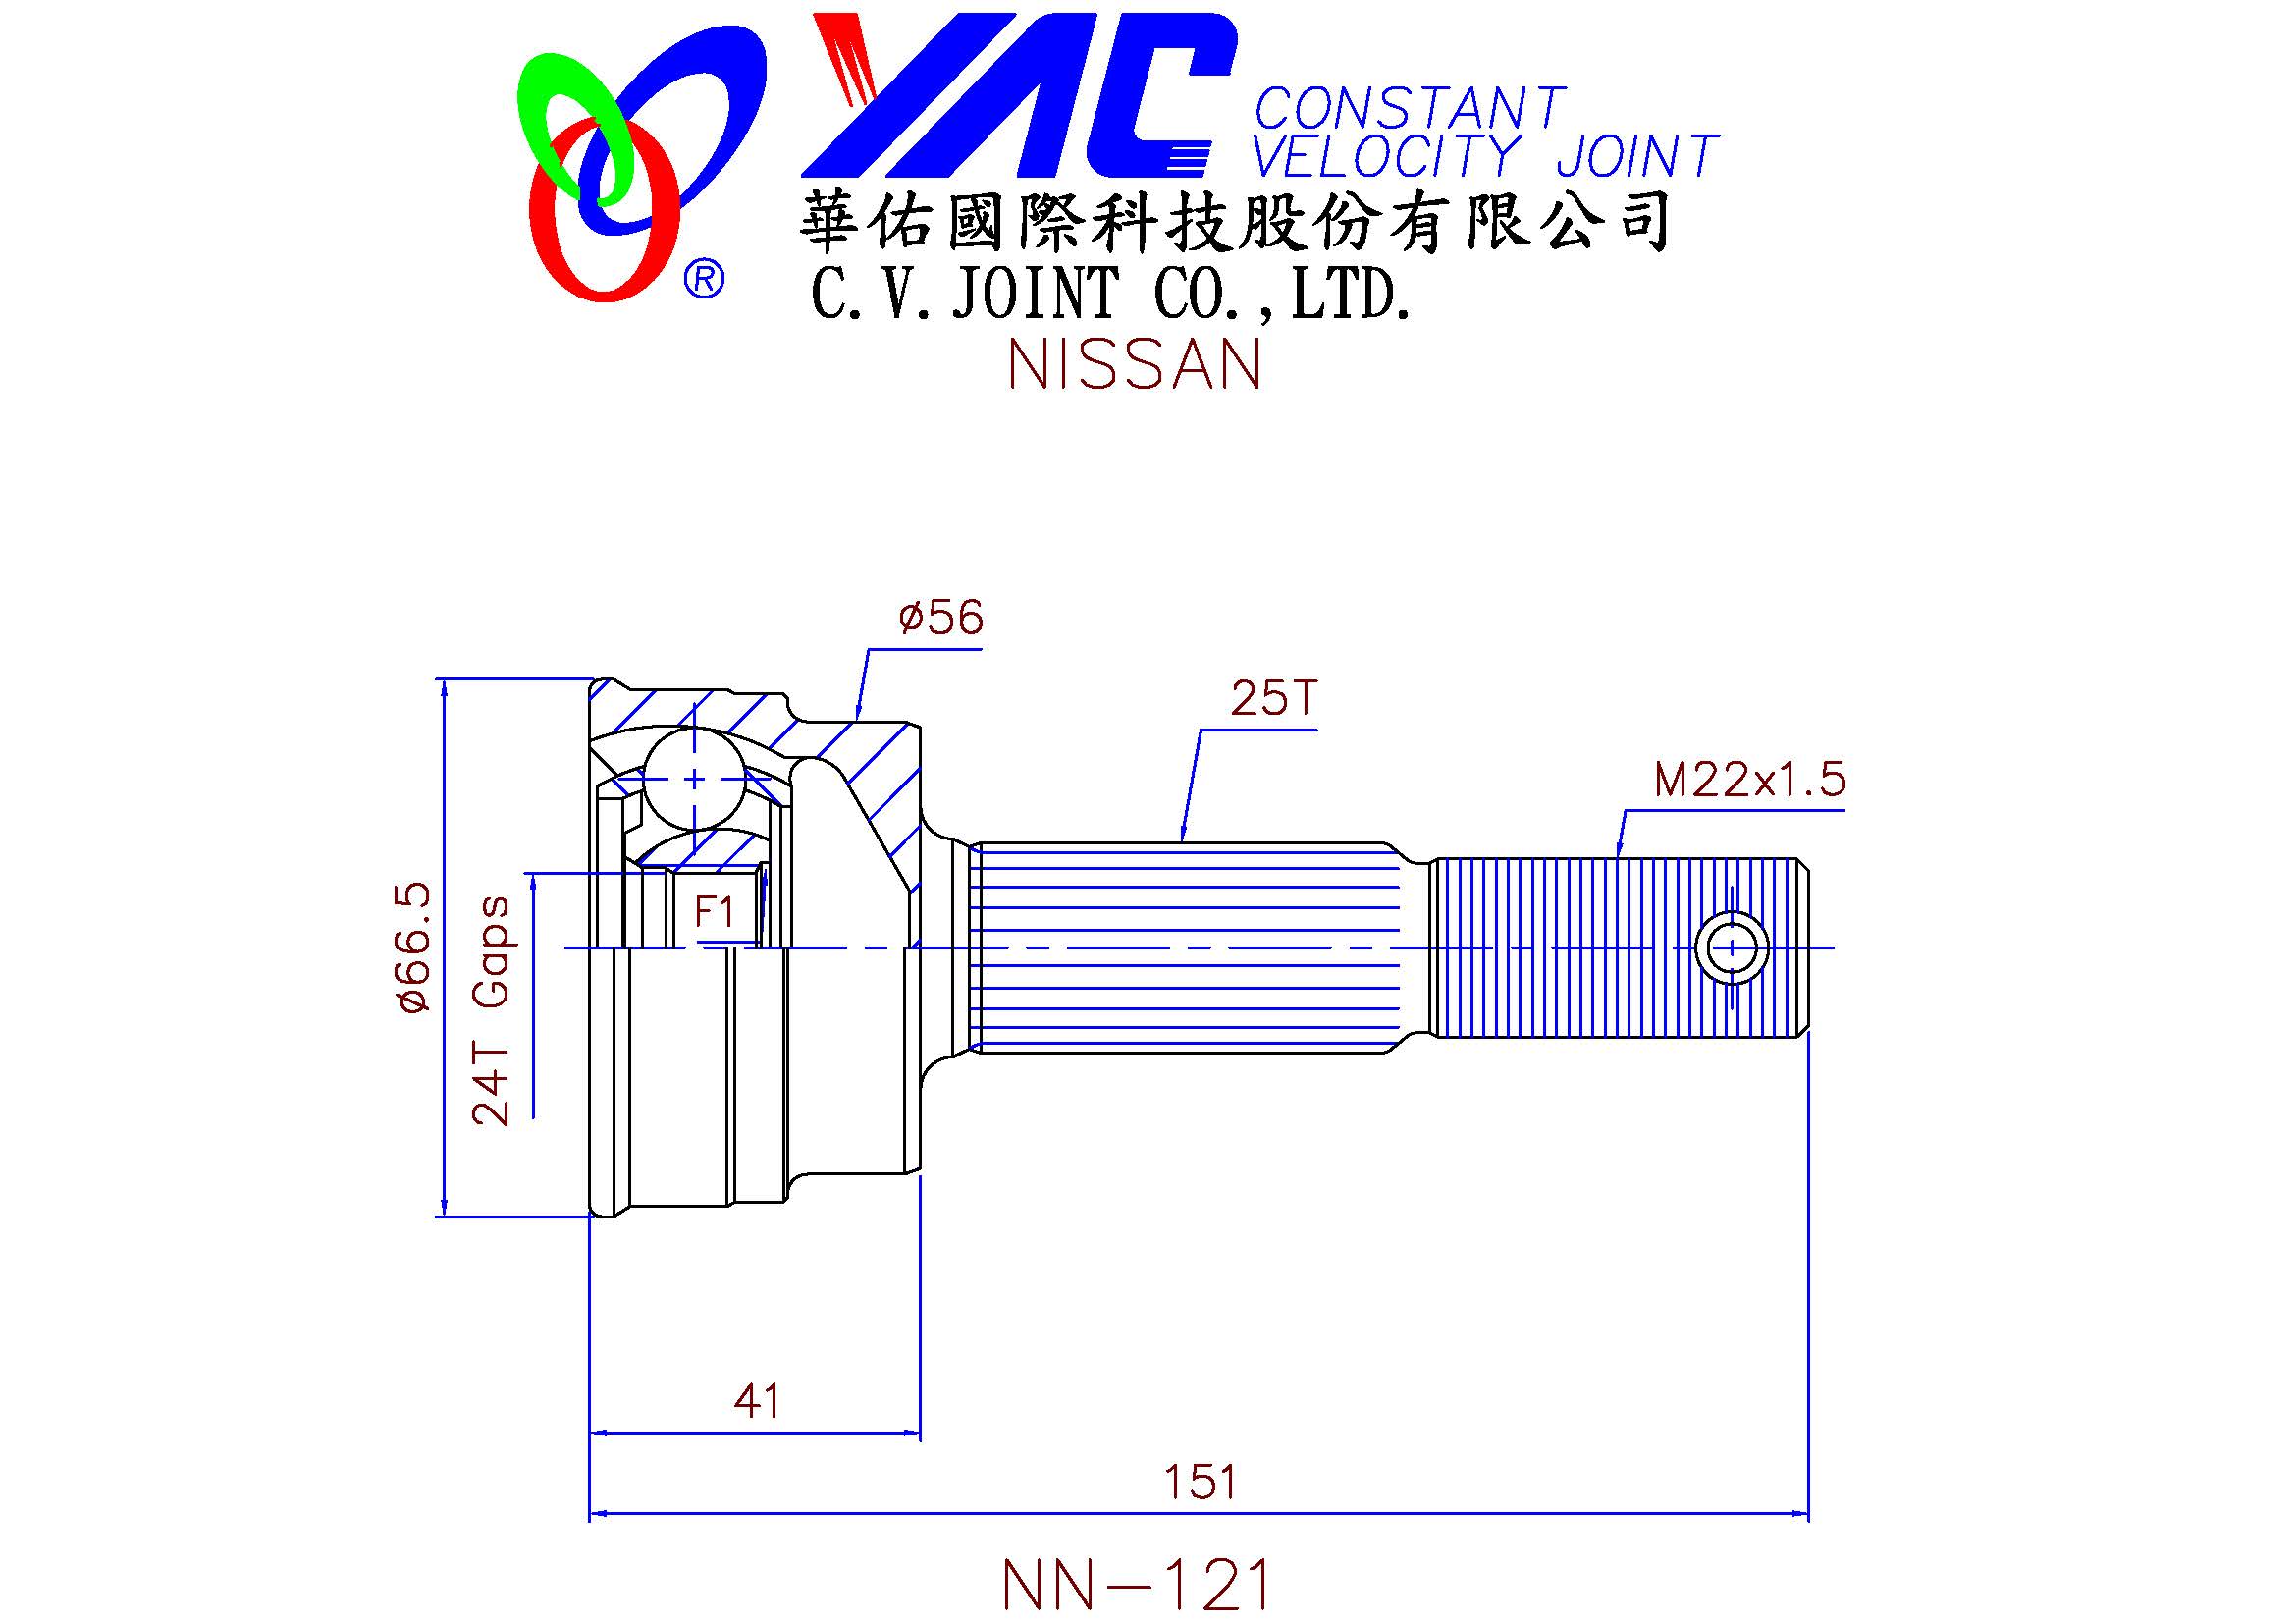 YAC
CONSTANT
VELOCITY JOINT
華佑國際科技股份有限公司
®
C.V.JOINT CO.,LTD.
NISSAN
ø56
25T
M22x1.5
ø66.5
24T Gaps
F1
41
151
NN-121